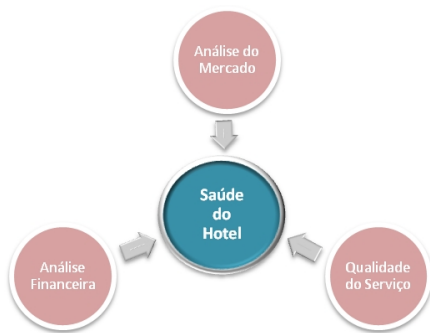 Análise do
Mercado
Saúde
do
Hotel
Análise
Financeira
Qualidade
do Serviço